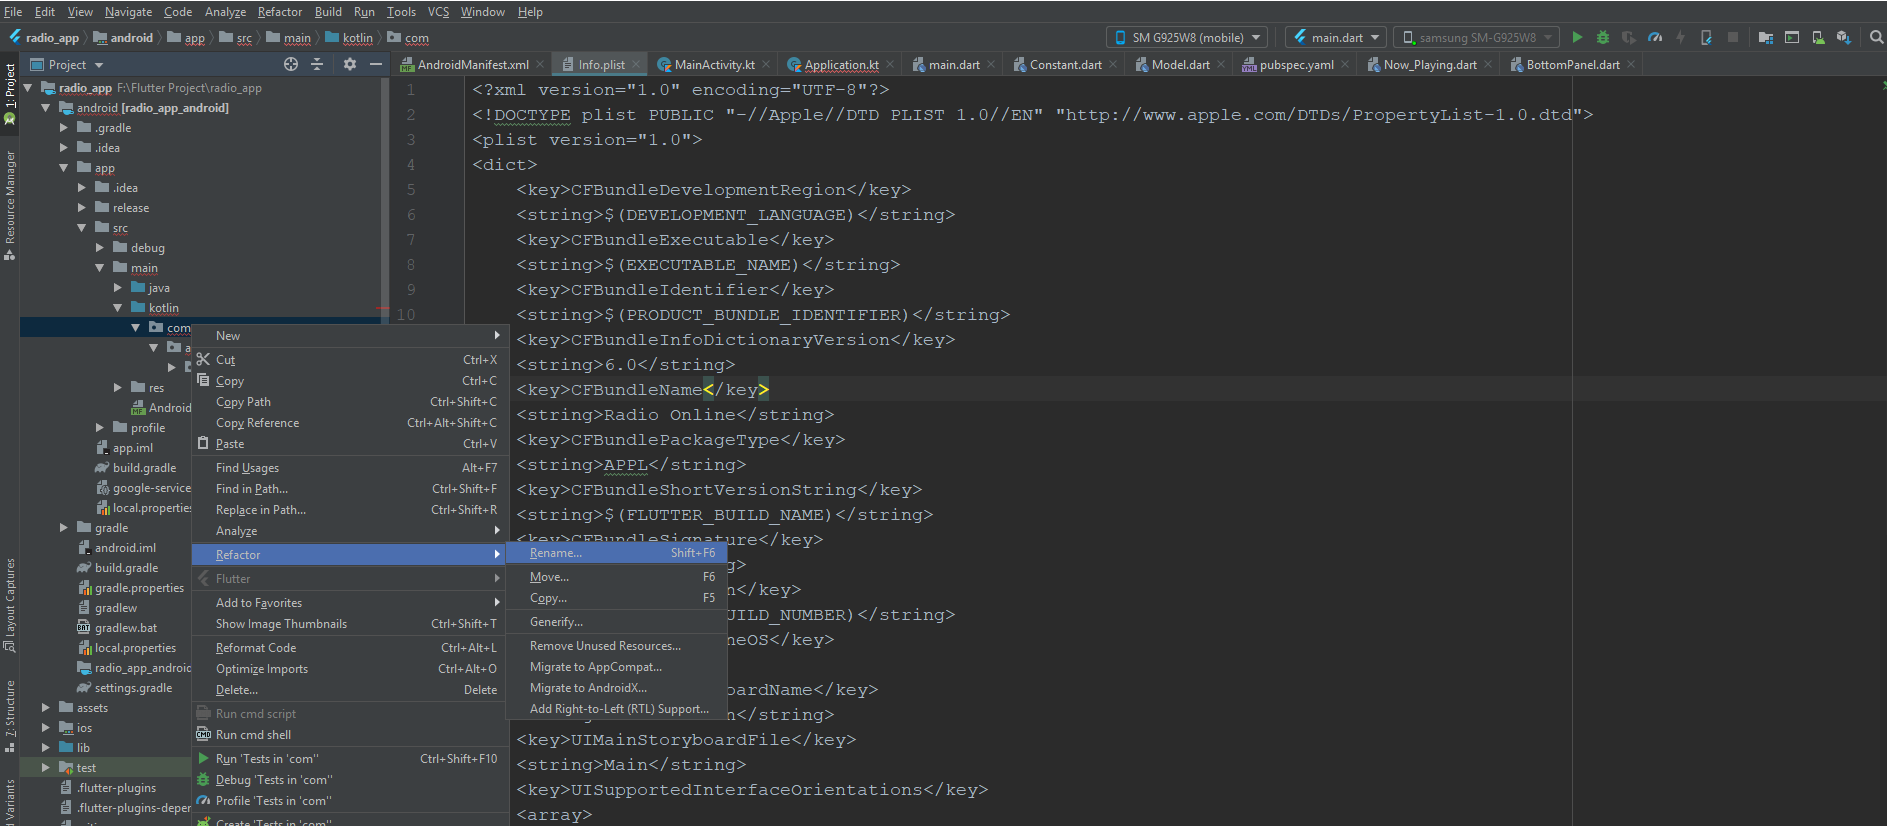 File Edit View Navigate Code Analyze Refactor Build Run Tools VCS Window Help
radio_app android app src main kotlin com SM G925W8 (mobile) main.dart samsung SM-G925W8
Project AndroidManifest.xml Info.plist MainActivity.kt Application.kt main.dart Constant.dart Model.dart pubspec.yaml Now_Playing.dart BottomPanel.dart
1: Project
Resource Manager
Layout Captures
7: Structure
radio_app F:\Flutter Project\radio_app
android [radio_app_android]
.gradle
.idea
app
.idea
release
src
debug
main
java
kotlin
com
a
res
Android
profile
app.iml
build.gradle
google-service
local.properties
gradle
android.iml
build.gradle
gradle.properties
gradlew
gradlew.bat
local.properties
radio_app_android
settings.gradle
assets
ios
lib
test
.flutter-plugins
.flutter-plugins-deper
New
Cut Ctrl+X
Copy Ctrl+C
Copy Path Ctrl+Shift+C
Copy Reference Ctrl+Alt+Shift+C
Paste Ctrl+V
Find Usages Alt+F7
Find in Path... Ctrl+Shift+F
Replace in Path... Ctrl+Shift+R
Analyze
Refactor
Flutter
Add to Favorites
Show Image Thumbnails Ctrl+Shift+T
Reformat Code Ctrl+Alt+L
Optimize Imports Ctrl+Alt+O
Delete... Delete
Run cmd script
Run cmd shell
Run 'Tests in 'com'' Ctrl+Shift+F10
Debug 'Tests in 'com''
Profile 'Tests in 'com''
Create 'Tests in 'com''
Rename... Shift+F6
Move... F6
Copy... F5
Generify...
Remove Unused Resources...
Migrate to AppCompat...
Migrate to AndroidX...
Add Right-to-Left (RTL) Support...
1 <?xml version="1.0" encoding="UTF-8"?>
2 <!DOCTYPE plist PUBLIC "-//Apple//DTD PLIST 1.0//EN" "http://www.apple.com/DTDs/PropertyList-1.0.dtd">
3 <plist version="1.0">
4 <dict>
5 <key>CFBundleDevelopmentRegion</key>
6 <string>$(DEVELOPMENT_LANGUAGE)</string>
7 <key>CFBundleExecutable</key>
8 <string>$(EXECUTABLE_NAME)</string>
9 <key>CFBundleIdentifier</key>
10 <string>$(PRODUCT_BUNDLE_IDENTIFIER)</string>
<key>CFBundleInfoDictionaryVersion</key>
<string>6.0</string>
<key>CFBundleName</key>
<string>Radio Online</string>
<key>CFBundlePackageType</key>
<string>APPL</string>
<key>CFBundleShortVersionString</key>
<string>$(FLUTTER_BUILD_NAME)</string>
<key>CFBundleSignature</key>
g>
n</key>
UILD_NUMBER)</string>
neOS</key>
oardName</key>
n</string>
<key>UIMainStoryboardFile</key>
<string>Main</string>
<key>UISupportedInterfaceOrientations</key>
<array>